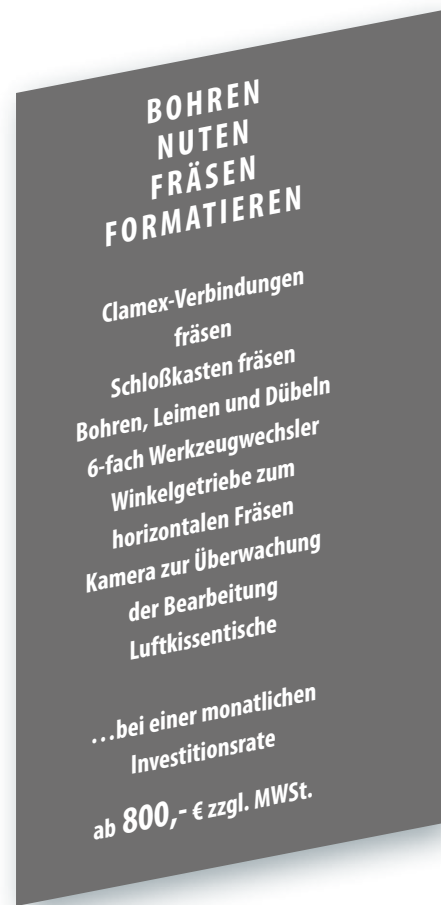 BOHREN
NUTEN
FRÄSEN
FORMATIEREN
Clamex-Verbindungen
fräsen
Schloßkasten fräsen
Bohren, Leimen und Dübeln
6-fach Werkzeugwechsler
Winkelgetriebe zum
horizontalen Fräsen
Kamera zur Überwachung
der Bearbeitung
Luftkissentische
…bei einer monatlichen
Investitionsrate
ab 800,- € zzgl. MWSt.